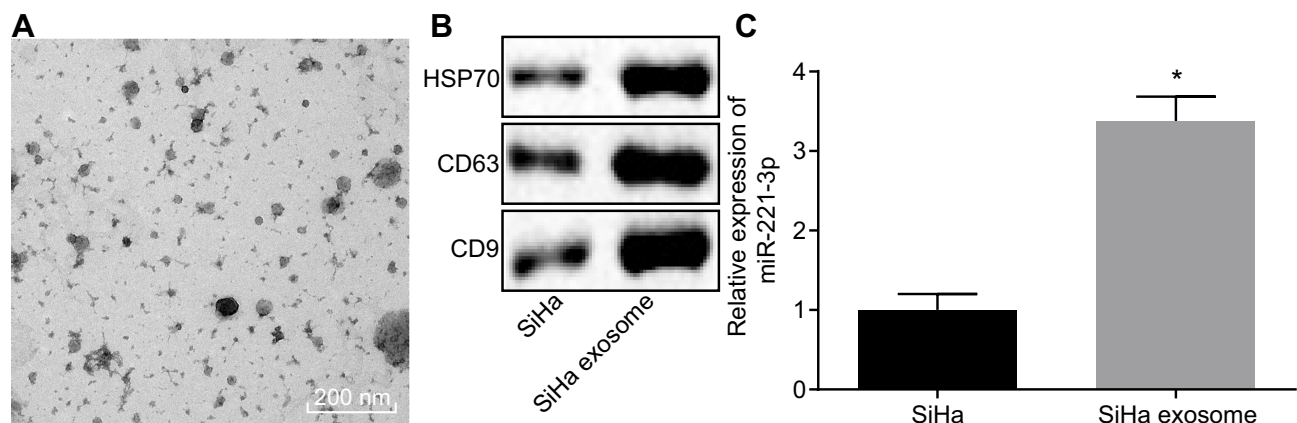 A
200 nm
B
HSP70
CD63
CD9
SiHa
SiHa exosome
C
Relative expression of
miR-221-3p
4
3
2
1
0
*
SiHa
SiHa exosome